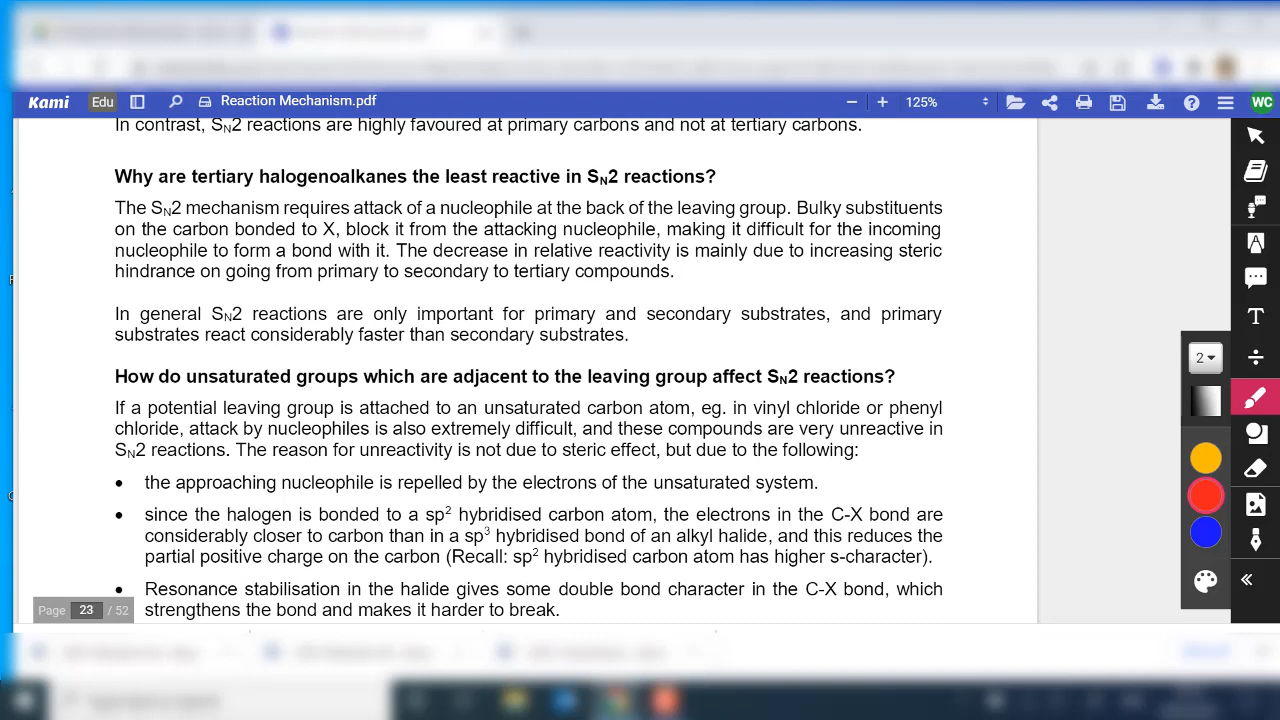 Kami Edu Reaction Mechanism.pdf 125% WC
In contrast, SN2 reactions are highly favoured at primary carbons and not at tertiary carbons.
Why are tertiary halogenoalkanes the least reactive in SN2 reactions?
The SN2 mechanism requires attack of a nucleophile at the back of the leaving group. Bulky substituents
on the carbon bonded to X, block it from the attacking nucleophile, making it difficult for the incoming
nucleophile to form a bond with it. The decrease in relative reactivity is mainly due to increasing steric
hindrance on going from primary to secondary to tertiary compounds.
In general SN2 reactions are only important for primary and secondary substrates, and primary
substrates react considerably faster than secondary substrates.
2
How do unsaturated groups which are adjacent to the leaving group affect SN2 reactions?
If a potential leaving group is attached to an unsaturated carbon atom, eg. in vinyl chloride or phenyl
chloride, attack by nucleophiles is also extremely difficult, and these compounds are very unreactive in
SN2 reactions. The reason for unreactivity is not due to steric effect, but due to the following:
• the approaching nucleophile is repelled by the electrons of the unsaturated system.
• since the halogen is bonded to a sp² hybridised carbon atom, the electrons in the C-X bond are
considerably closer to carbon than in a sp³ hybridised bond of an alkyl halide, and this reduces the
partial positive charge on the carbon (Recall: sp² hybridised carbon atom has higher s-character).
• Resonance stabilisation in the halide gives some double bond character in the C-X bond, which
strengthens the bond and makes it harder to break.
Page 23 / 52